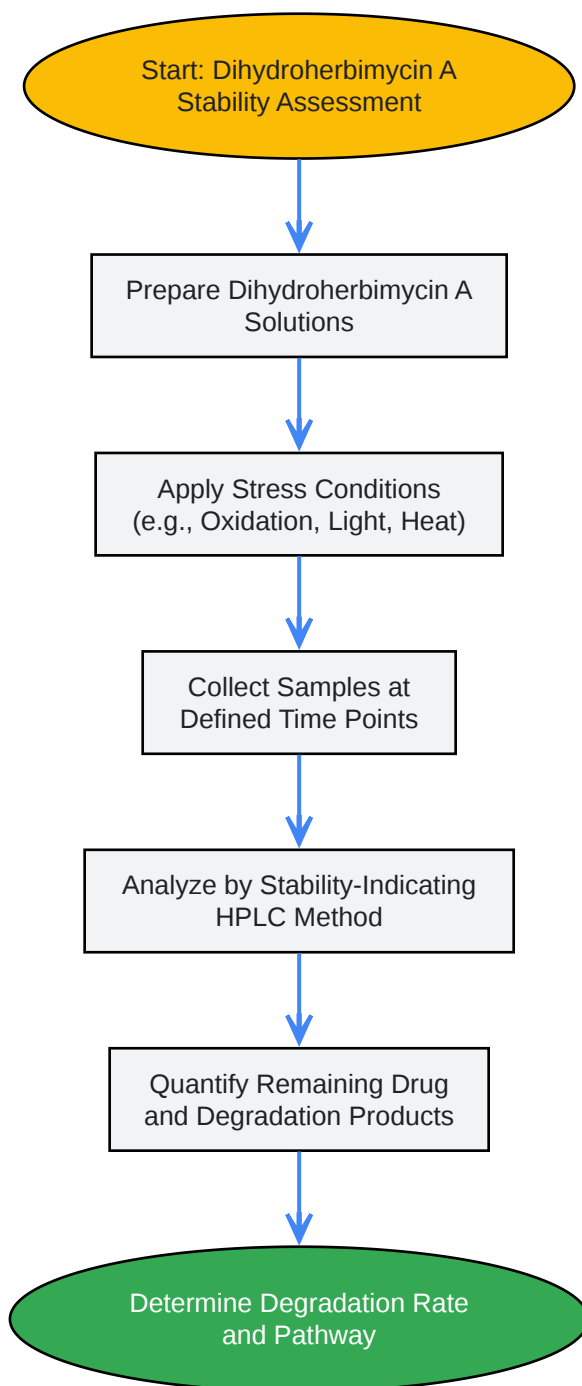 Start: Dihydroherbimycin A
Stability Assessment
Prepare Dihydroherbimycin A
Solutions
Apply Stress Conditions
(e.g., Oxidation, Light, Heat)
Collect Samples at
Defined Time Points
Analyze by Stability-Indicating
HPLC Method
Quantify Remaining Drug
and Degradation Products
Determine Degradation Rate
and Pathway